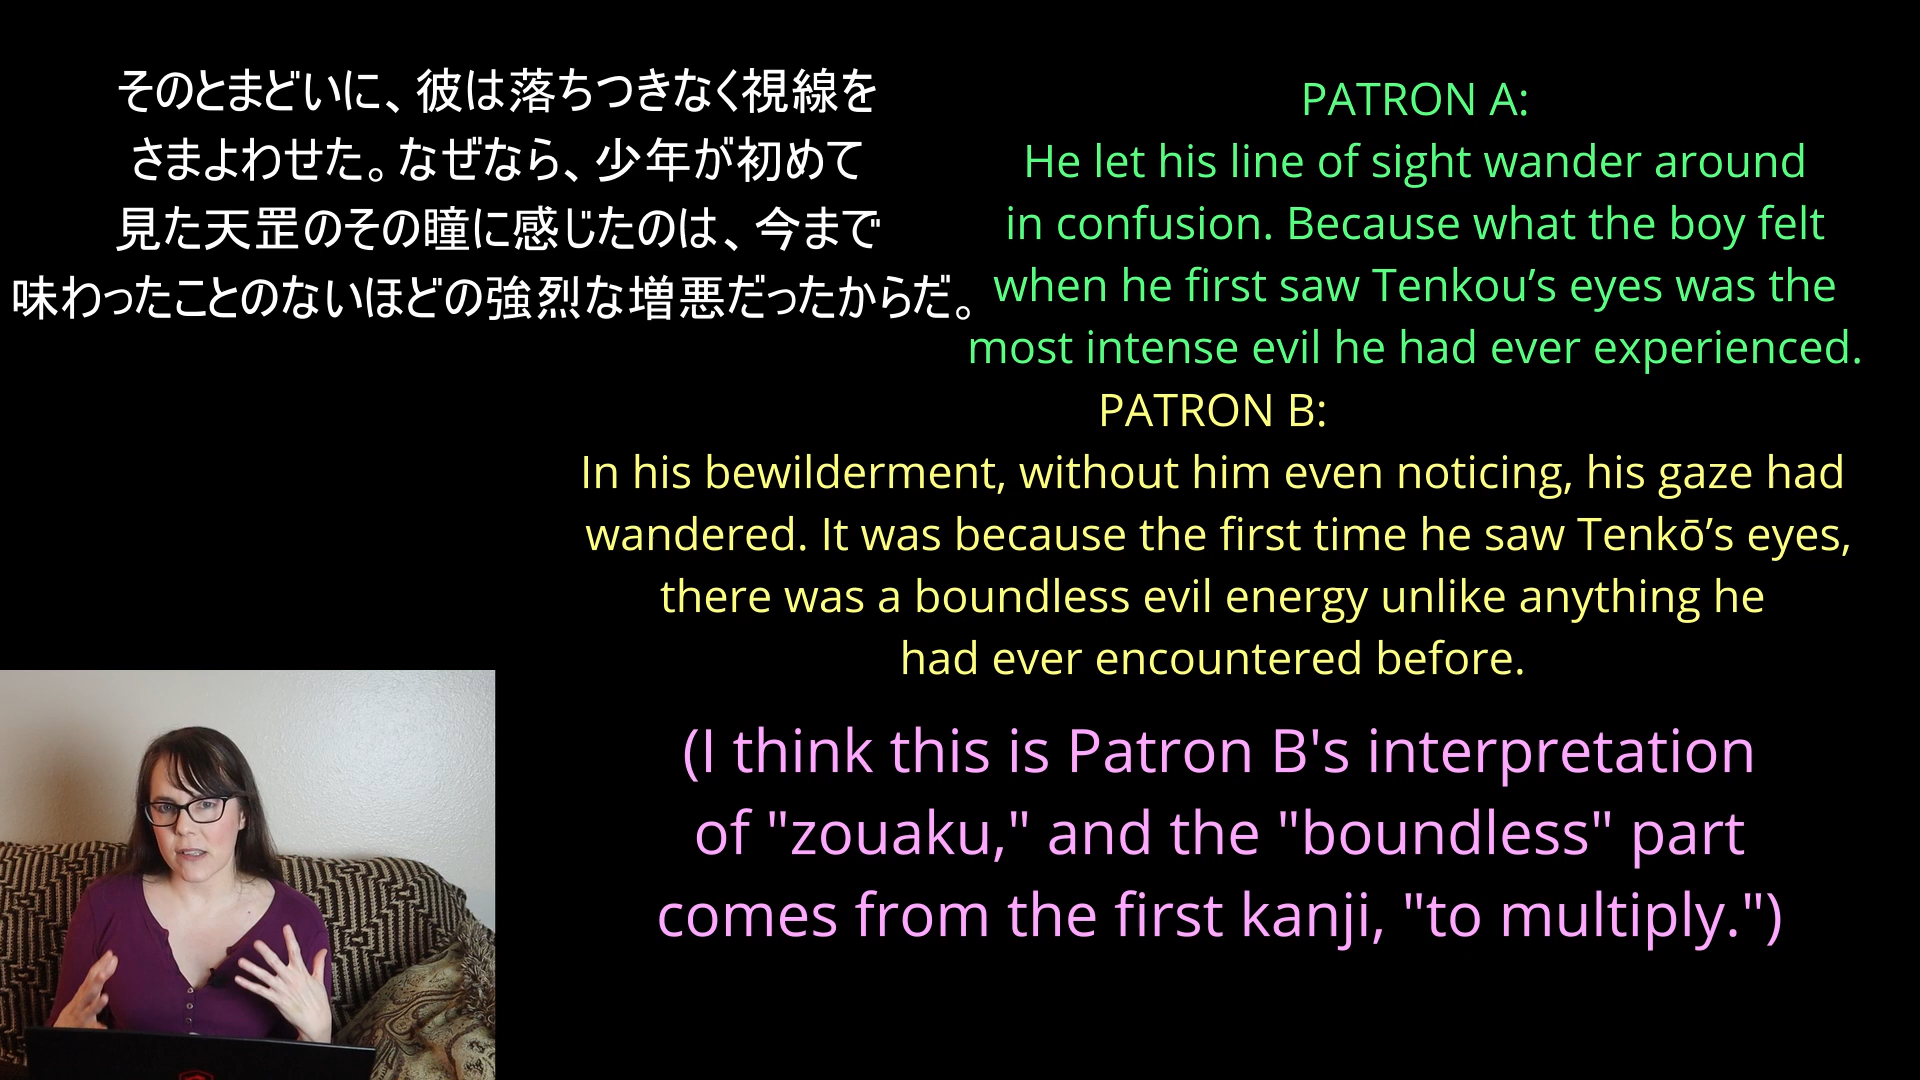 そのとまどいに、彼は落ちつきなく視線を
さまよわせた。なぜなら、少年が初めて
見た天罡のその瞳に感じたのは、今まで
味わったことのないほどの強烈な増悪だったからだ。
PATRON A:
He let his line of sight wander around
in confusion. Because what the boy felt
when he first saw Tenkou’s eyes was the
most intense evil he had ever experienced.
PATRON B:
In his bewilderment, without him even noticing, his gaze had
wandered. It was because the first time he saw Tenkō’s eyes,
there was a boundless evil energy unlike anything he
had ever encountered before.
(I think this is Patron B's interpretation
of "zouaku," and the "boundless" part
comes from the first kanji, "to multiply.")